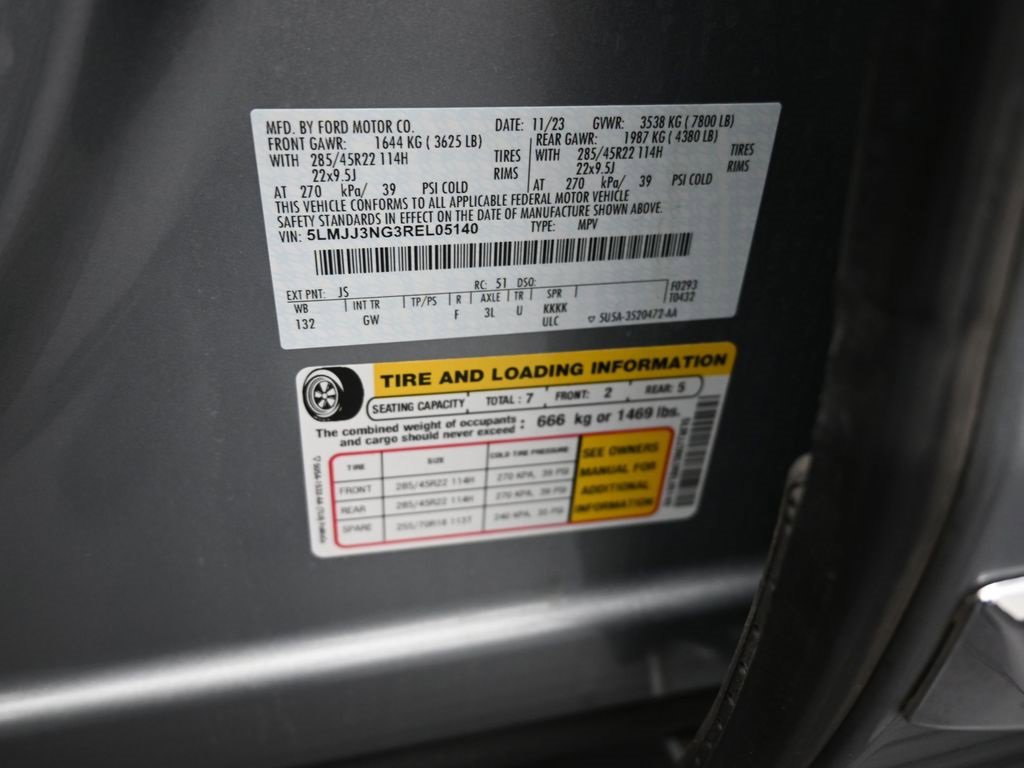 MFD. BY FORD MOTOR CO. DATE: 11/23 GVWR: 3538 KG ( 7800 LB)
FRONT GAWR: 1644 KG ( 3625 LB) REAR GAWR: 1987 KG ( 4380 LB)
WITH 285/45R22 114H TIRES WITH 285/45R22 114H TIRES
22x9.5J RIMS 22x9.5J RIMS
AT 270 kPa/ 39 PSI COLD AT 270 kPa/ 39 PSI COLD
THIS VEHICLE CONFORMS TO ALL APPLICABLE FEDERAL MOTOR VEHICLE
SAFETY STANDARDS IN EFFECT ON THE DATE OF MANUFACTURE SHOWN ABOVE.
VIN: 5LMJJ3NG3REL05140 TYPE: MPV
EXT PNT: JS RC: 51 DSO: F0293
WB INT TR TP/PS R AXLE TR SPR T0432
132 GW F 3L U KKKK
ULC ▽ 5U5A-3520472-AA
TIRE AND LOADING INFORMATION
SEATING CAPACITY TOTAL : 7 FRONT: 2 REAR: 5
The combined weight of occupants and cargo should never exceed : 666 kg or 1469 lbs.
TIRE SIZE COLD TIRE PRESSURE
FRONT 285/45R22 114H 270 KPA, 39 PSI
REAR 285/45R22 114H 270 KPA, 39 PSI
SPARE 255/70R18 113T 240 KPA, 35 PSI
SEE OWNERS
MANUAL FOR
ADDITIONAL
INFORMATION